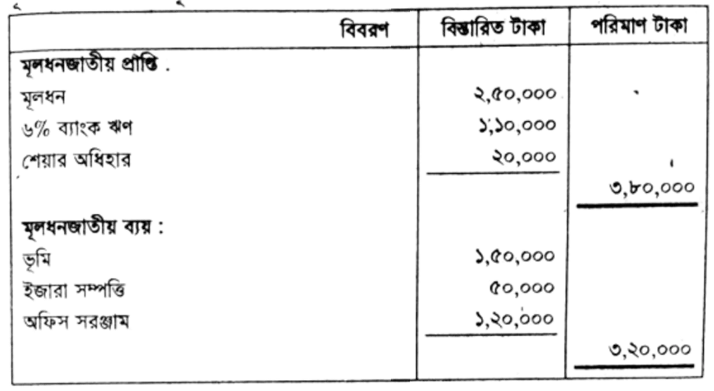 বিবরণ বিস্তারিত টাকা পরিমাণ টাকা
মূলধনজাতীয় প্রাপ্তি .
মূলধন ২,৫০,০০০
৬% ব্যাংক ঋণ ১,১০,০০০
শেয়ার অধিহার ২০,০০০
৩,৮০,০০০
মূলধনজাতীয় ব্যয় :
ভূমি ১,৫০,০০০
ইজারা সম্পত্তি ৫০,০০০
অফিস সরঞ্জাম ১,২০,০০০
৩,২০,০০০